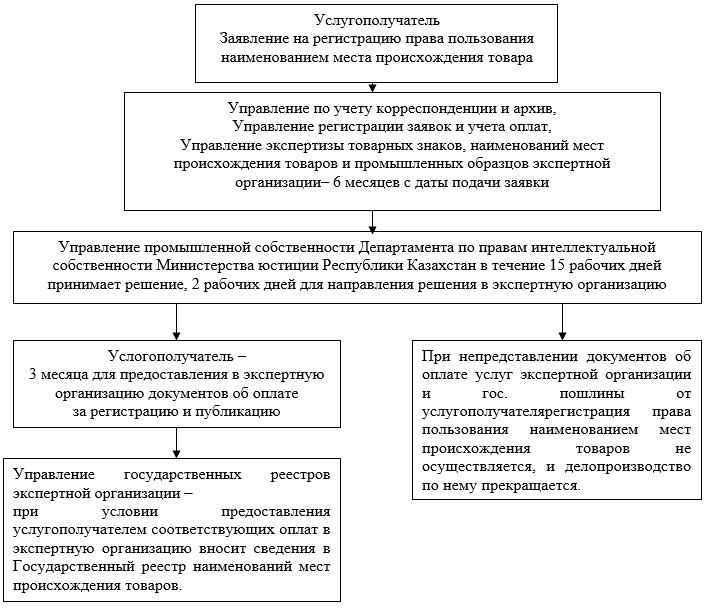 Услугополучатель
Заявление на регистрацию права пользования
наименованием места происхождения товара
Управление по учету корреспонденции и архив,
Управление регистрации заявок и учета оплат,
Управление экспертизы товарных знаков, наименований мест
происхождения товаров и промышленных образцов экспертной
организации– 6 месяцев с даты подачи заявки
Управление промышленной собственности Департамента по правам интеллектуальной
собственности Министерства юстиции Республики Казахстан в течение 15 рабочих дней
принимает решение, 2 рабочих дней для направления решения в экспертную организацию
Услогополучатель –
3 месяца для предоставления в экспертную
организацию документов об оплате
за регистрацию и публикацию
При непредставлении документов об
оплате услуг экспертной организации
и гос. пошлины от
услугополучателярегистрация права
пользования наименованием мест
происхождения товаров не
осуществляется, и делопроизводство
по нему прекращается.
Управление государственных реестров
экспертной организации –
при условии предоставления
услугополучателем соответствующих оплат в
экспертную организацию вносит сведения в
Государственный реестр наименований мест
происхождения товаров.